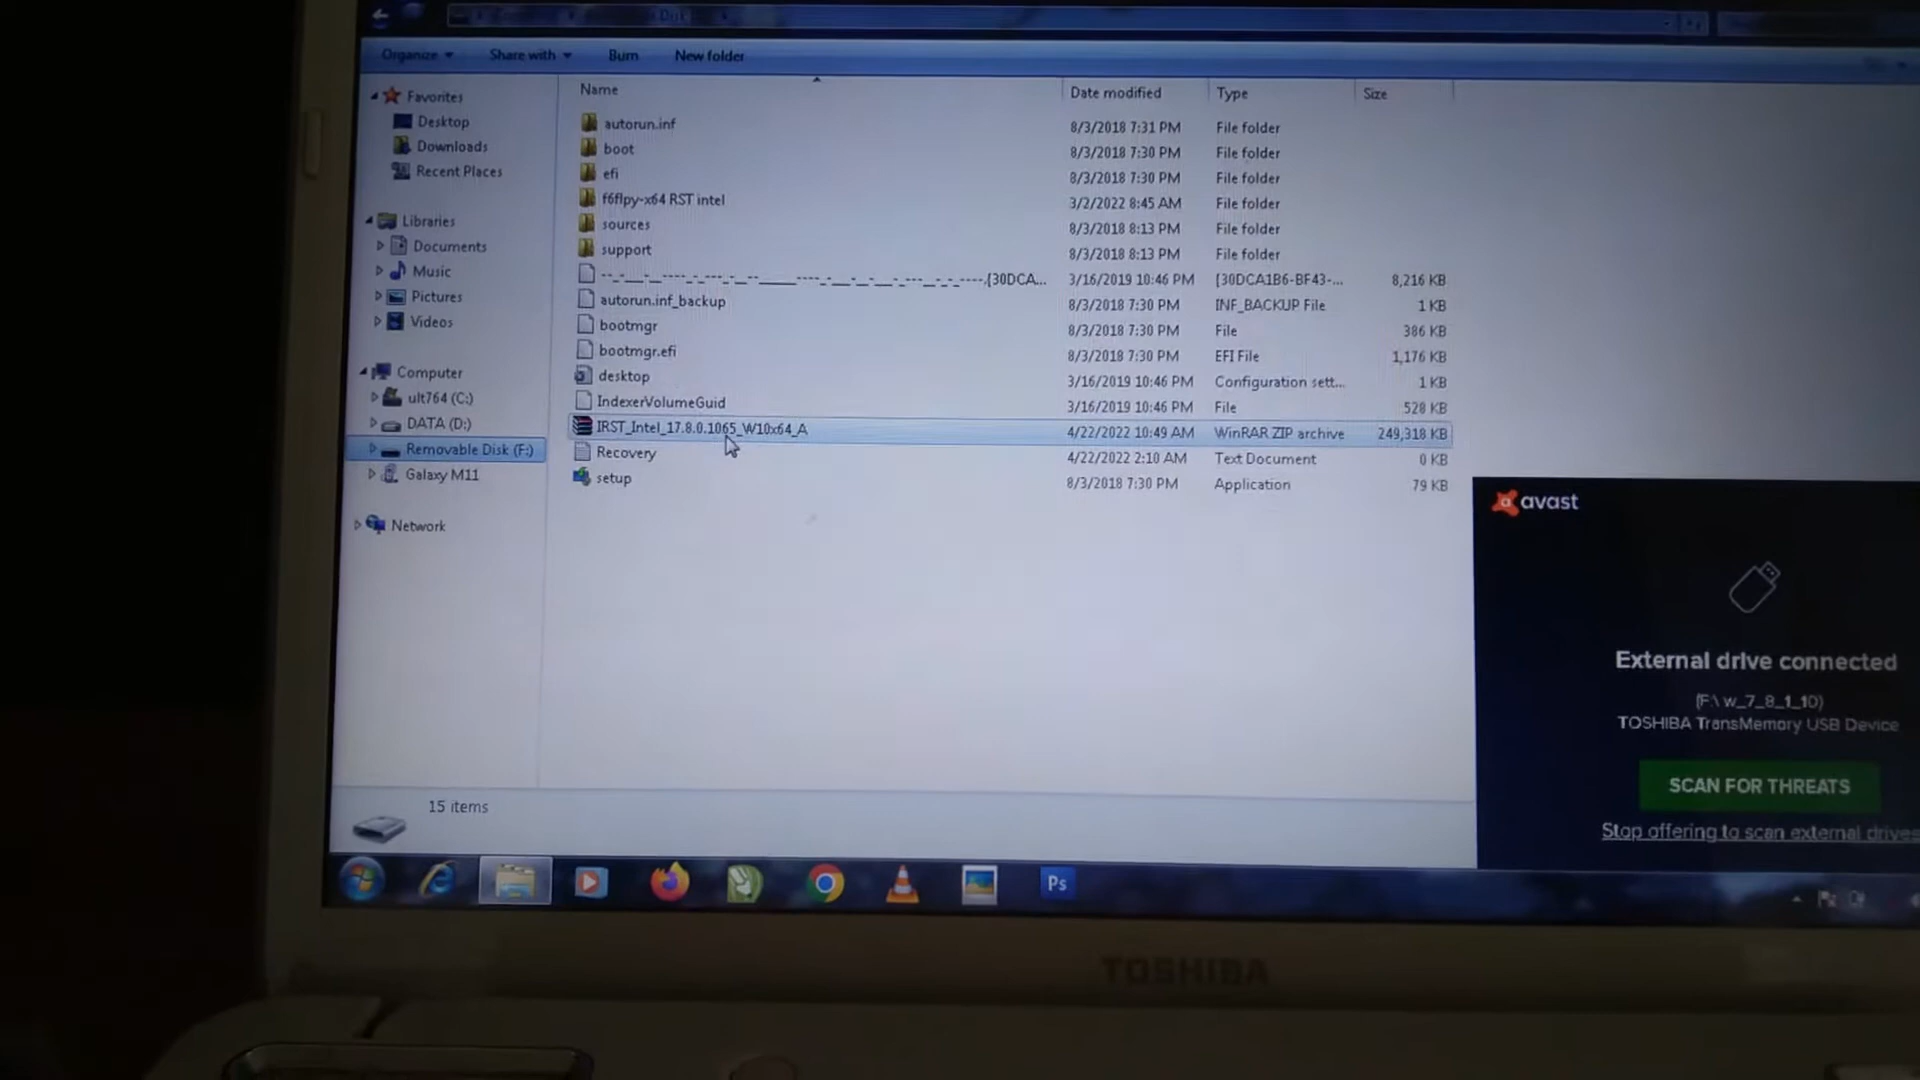 Organize Share with Burn New folder
Name Date modified Type Size
Favorites
Desktop
Downloads
Recent Places
Libraries
Documents
Music
Pictures
Videos
Computer
ult764 (C:)
DATA (D:)
Removable Disk (F:)
Galaxy M11
Network
autorun.inf 8/3/2018 7:31 PM File folder
boot 8/3/2018 7:30 PM File folder
efi 8/3/2018 7:30 PM File folder
f6flpy-x64 RST intel 3/2/2022 8:45 AM File folder
sources 8/3/2018 8:13 PM File folder
support 8/3/2018 8:13 PM File folder
{30DCA... 3/16/2019 10:46 PM {30DCA1B6-BF43-... 8,216 KB
autorun.inf_backup 8/3/2018 7:30 PM INF_BACKUP File 1 KB
bootmgr 8/3/2018 7:30 PM File 386 KB
bootmgr.efi 8/3/2018 7:30 PM EFI File 1,176 KB
desktop 3/16/2019 10:46 PM Configuration sett... 1 KB
IndexerVolumeGuid 3/16/2019 10:46 PM File 528 KB
IRST_Intel_17.8.0.1065_W10x64_A 4/22/2022 10:49 AM WinRAR ZIP archive 249,318 KB
Recovery 4/22/2022 2:10 AM Text Document 0 KB
setup 8/3/2018 7:30 PM Application 79 KB
avast
External drive connected
(F:\ w_7_8_1_10)
TOSHIBA TransMemory USB Device
SCAN FOR THREATS
Stop offering to scan external drives
15 items
Ps
TOSHIBA